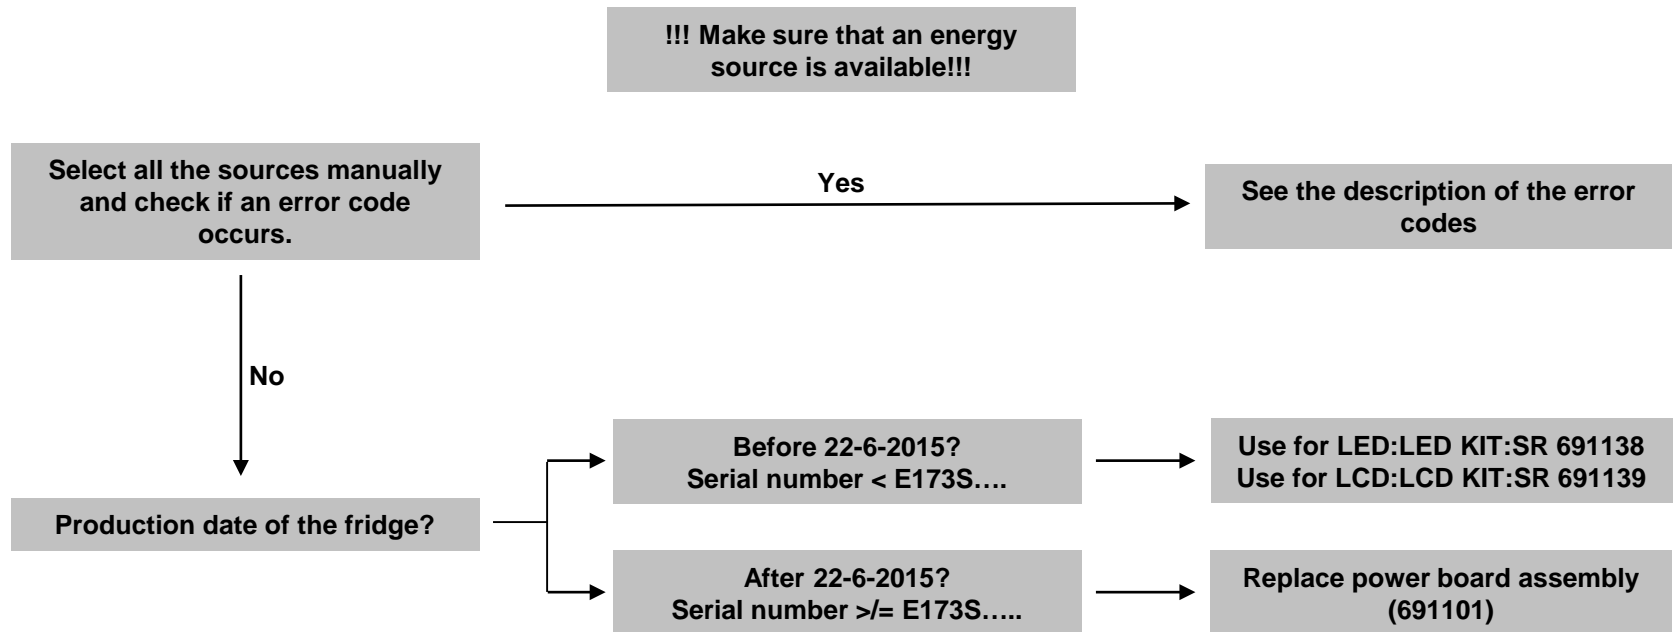 !!! Make sure that an energy
source is available!!!
Select all the sources manually
and check if an error code
occurs.
Yes
See the description of the error
codes
No
Before 22-6-2015?
Serial number < E173S….
Use for LED:LED KIT:SR 691138
Use for LCD:LCD KIT:SR 691139
Production date of the fridge?
After 22-6-2015?
Serial number >/= E173S…..
Replace power board assembly
(691101)